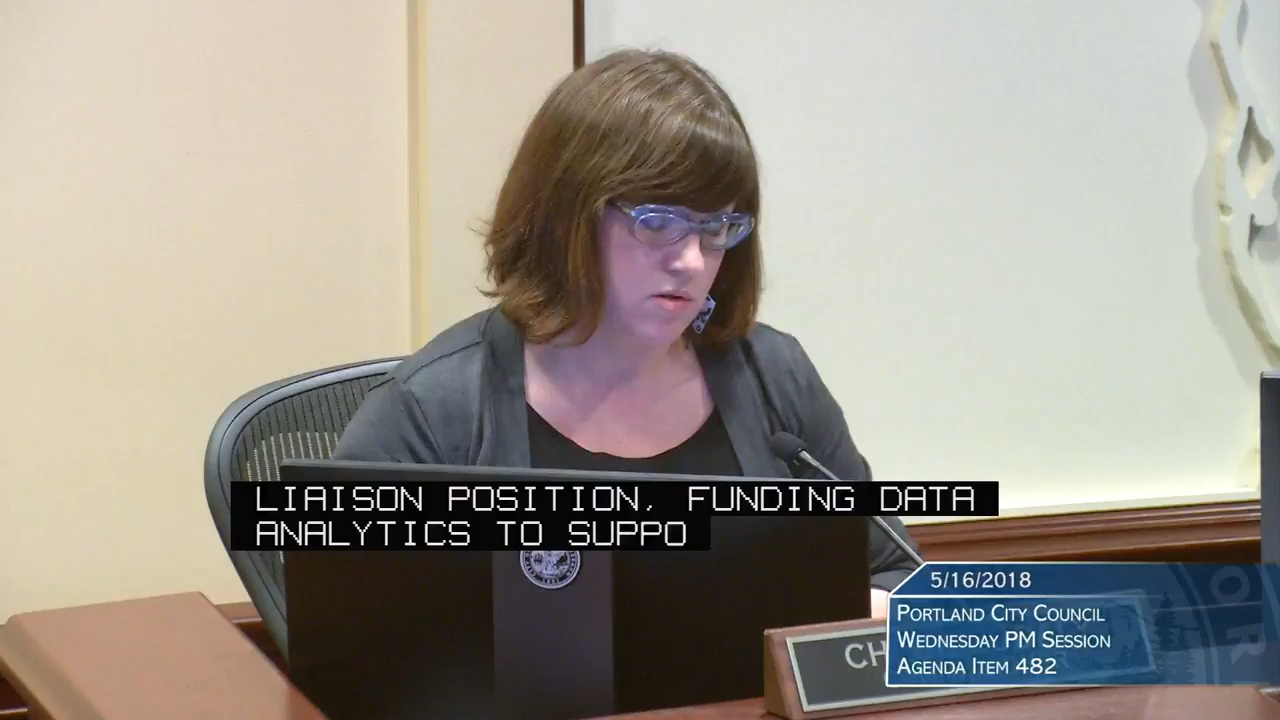 LIAISON POSITION, FUNDING DATA
ANALYTICS TO SUPPO
5/16/2018
PORTLAND CITY COUNCIL
WEDNESDAY PM SESSION
AGENDA ITEM 482
CH